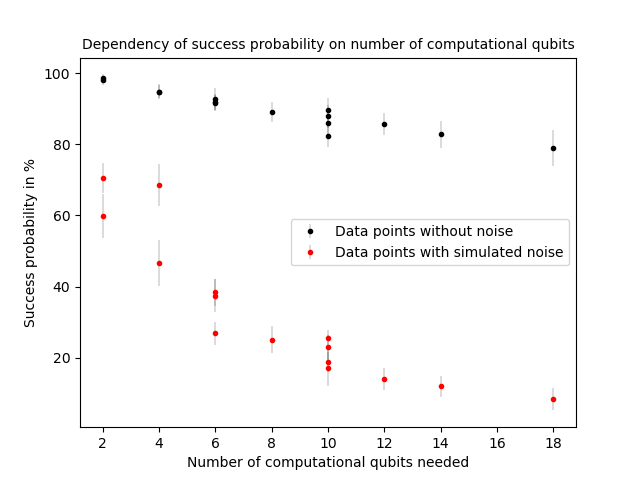 Dependency of success probability on number of computational qubits
Success probability in %
100
80
60
40
20
Data points without noise
Data points with simulated noise
2 4 6 8 10 12 14 16 18
Number of computational qubits needed